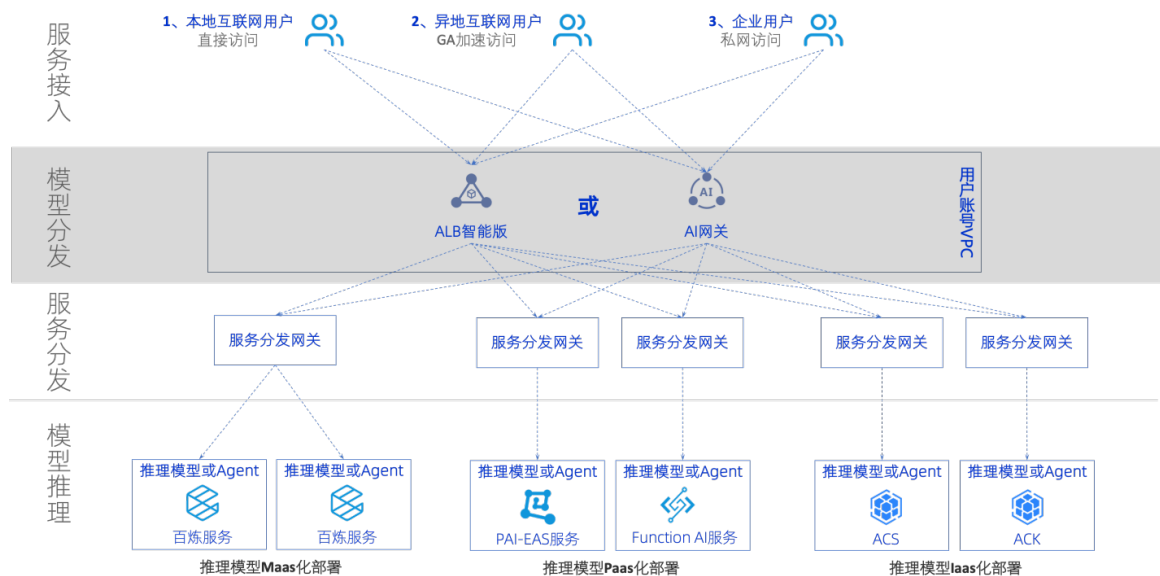 服务接入
1、本地互联网用户
直接访问
2、异地互联网用户
GA加速访问
3、企业用户
私网访问
模型分发
ALB智能版
或
AI
AI网关
用户账号VPC
服务分发
服务分发网关
服务分发网关
服务分发网关
服务分发网关
服务分发网关
模型推理
推理模型或Agent
百炼服务
推理模型或Agent
百炼服务
推理模型Maas化部署
推理模型或Agent
PAI-EAS服务
推理模型或Agent
Function AI服务
推理模型Paas化部署
推理模型或Agent
ACS
推理模型或Agent
ACK
推理模型Iaas化部署